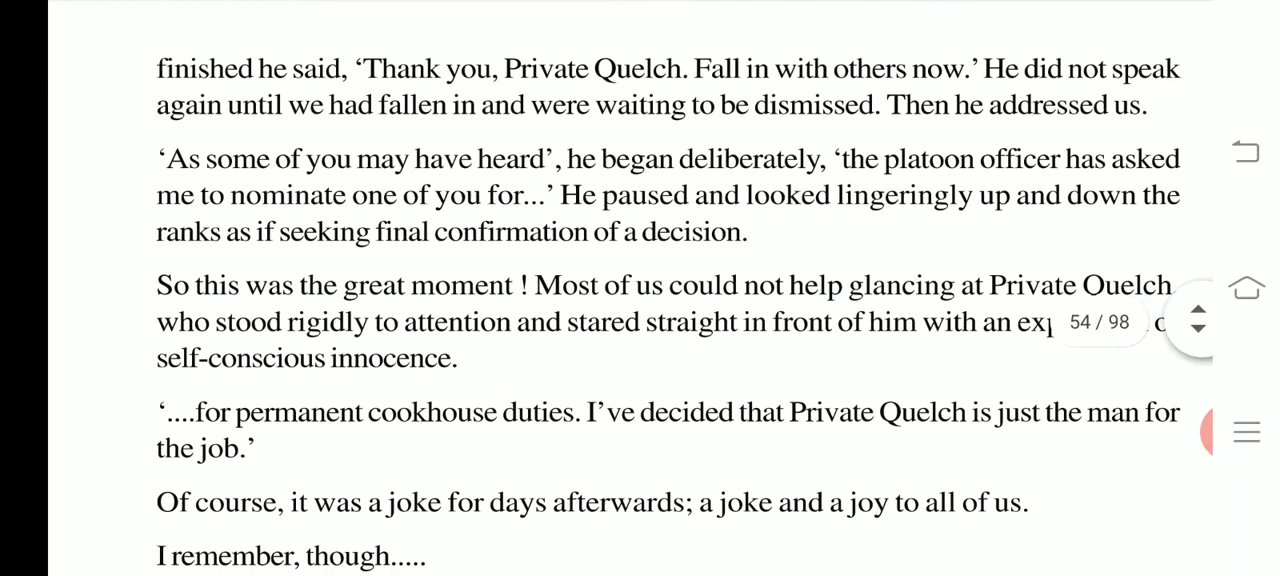 finished he said, ‘Thank you, Private Quelch. Fall in with others now.’ He did not speak
again until we had fallen in and were waiting to be dismissed. Then he addressed us.
‘As some of you may have heard’, he began deliberately, ‘the platoon officer has asked
me to nominate one of you for...’ He paused and looked lingeringly up and down the
ranks as if seeking final confirmation of a decision.
So this was the great moment ! Most of us could not help glancing at Private Quelch
who stood rigidly to attention and stared straight in front of him with an
54 / 98
self-conscious innocence.
‘....for permanent cookhouse duties. I’ve decided that Private Quelch is just the man for
the job.’
Of course, it was a joke for days afterwards; a joke and a joy to all of us.
I remember, though.....